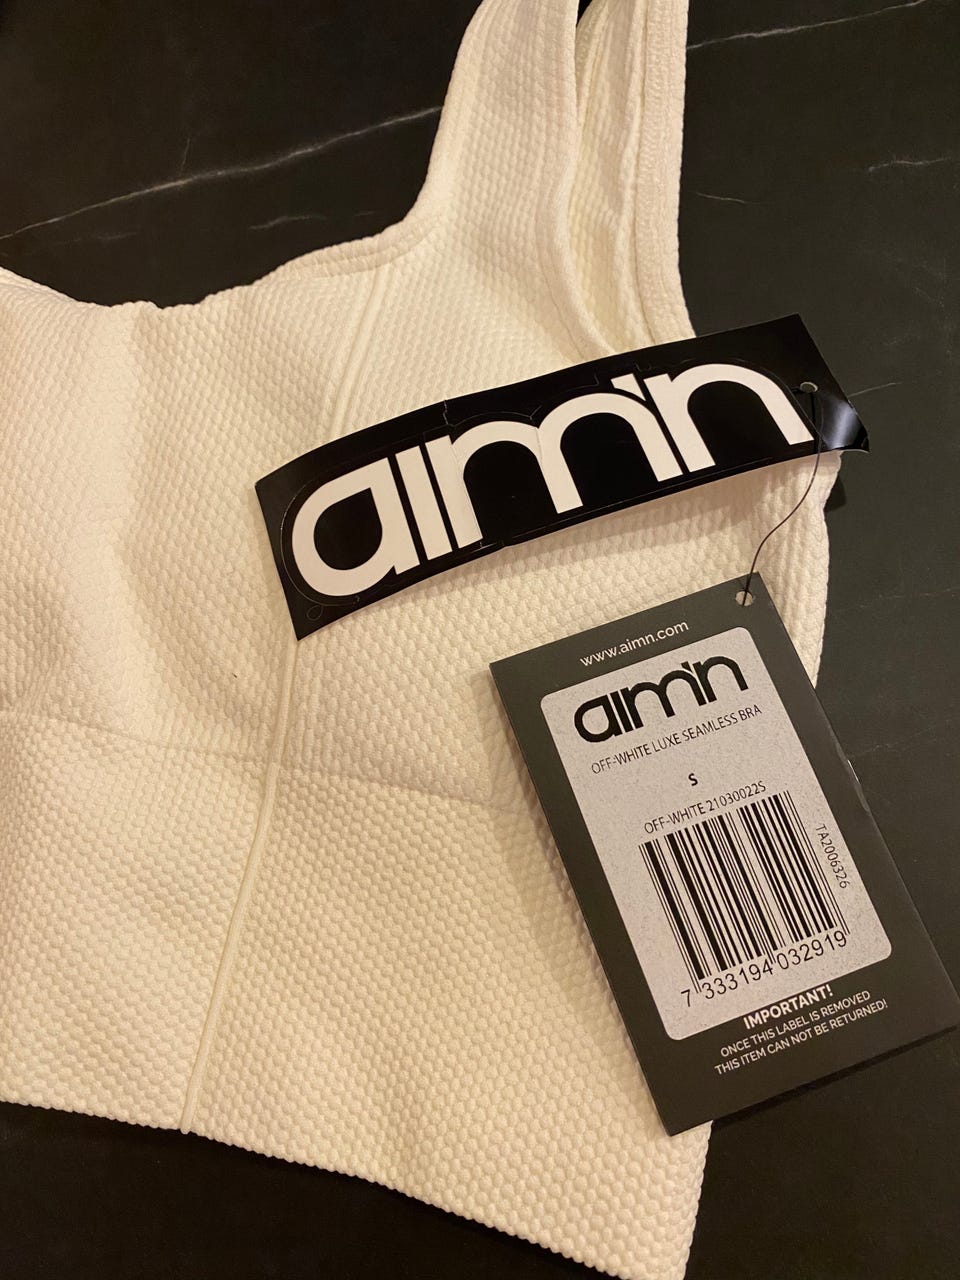 aim'n
www.aimn.com
aim'n
OFF-WHITE LUXE SEAMLESS BRA
S
OFF-WHITE 21030022S
TA2006326
7 333194 032919
IMPORTANT!
ONCE THIS LABEL IS REMOVED
THIS ITEM CAN NOT BE RETURNED!